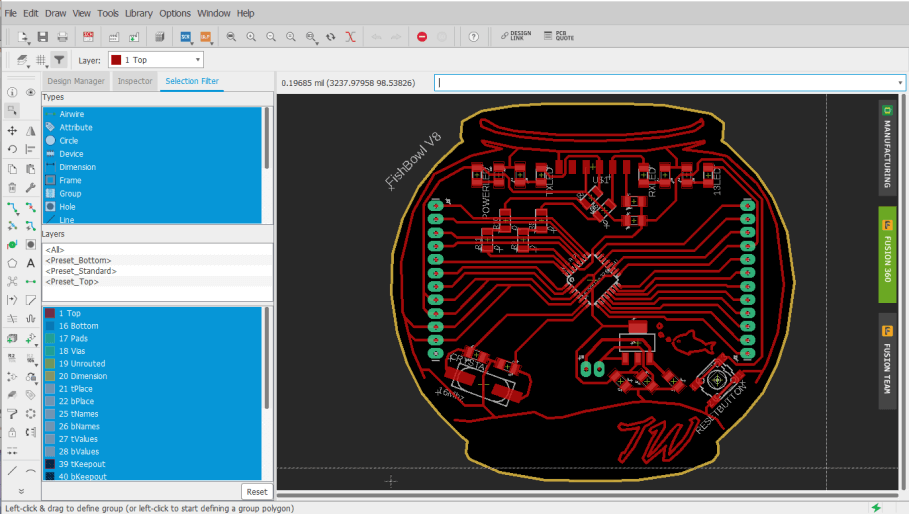 File Edit Draw View Tools Library Options Window Help
SCR ULP DESIGN LINK PCB QUOTE
Layer: 1 Top
Design Manager Inspector Selection Filter
0.19685 mil (3237.97958 98.53826)
Types
Airwire
Attribute
Circle
Device
Dimension
Frame
Group
Hole
Line
Layers
<All>
<Preset_Bottom>
<Preset_Standard>
<Preset_Top>
1 Top
16 Bottom
17 Pads
18 Vias
19 Unrouted
20 Dimension
21 tPlace
22 bPlace
25 tNames
26 bNames
27 tValues
28 bValues
39 tKeepout
40 bKeepout
Reset
FishBowl V8
POWERLED
TXLED
RXLED
13LED
CRYSTA
16Mhz
RESETBUTTON
TW
MANUFACTURING
FUSION 360
FUSION TEAM
Left-click & drag to define group (or left-click to start defining a group polygon)